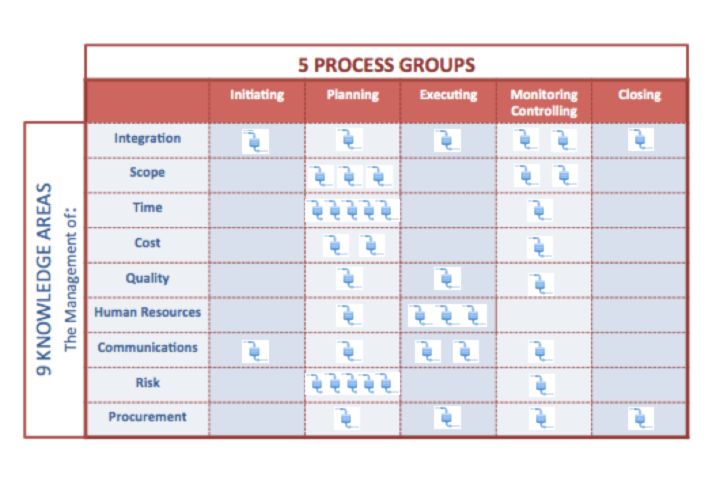 5 PROCESS GROUPS
Initiating Planning Executing Monitoring Controlling Closing
9 KNOWLEDGE AREAS
The Management of:
Integration
Scope
Time
Cost
Quality
Human Resources
Communications
Risk
Procurement